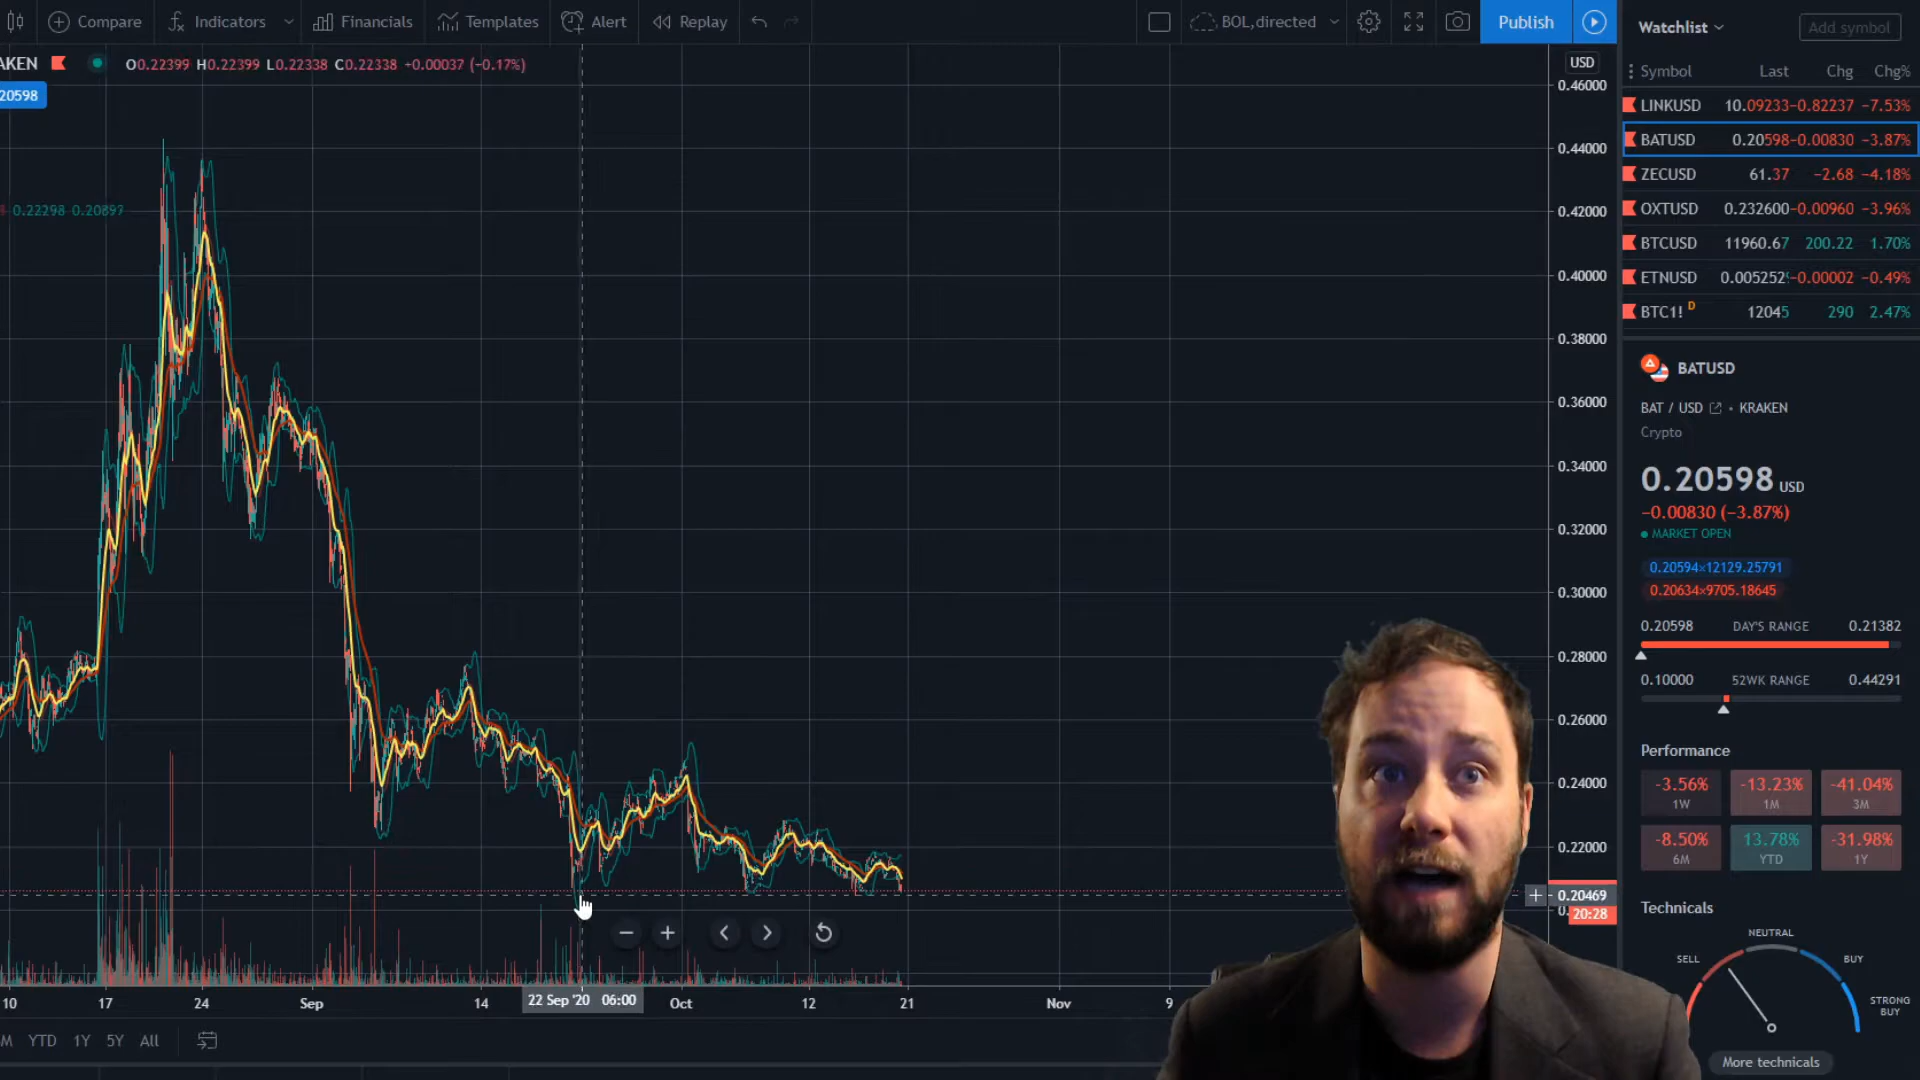 Compare
Indicators
Financials
Templates
Alert
Replay
BOL,directed
Publish
Watchlist
Add symbol
AKEN
O0.22399 H0.22399 L0.22338 C0.22338 +0.00037 (−0.17%)
20598
0.22298 0.20897
USD
0.46000
0.44000
0.42000
0.40000
0.38000
0.36000
0.34000
0.32000
0.30000
0.28000
0.26000
0.24000
0.22000
0.20469
20:28
Symbol Last Chg Chg%
LINKUSD 10.09233 −0.82237 −7.53%
BATUSD 0.20598 −0.00830 −3.87%
ZECUSD 61.37 −2.68 −4.18%
OXTUSD 0.232600 −0.00960 −3.96%
BTCUSD 11960.67 200.22 1.70%
ETNUSD 0.005252 −0.00002 −0.49%
BTC1! D 12045 290 2.47%
BATUSD
BAT / USD • KRAKEN
Crypto
0.20598 USD
−0.00830 (−3.87%)
MARKET OPEN
0.20594×12129.25791
0.20634×9705.18645
0.20598 DAY'S RANGE 0.21382
0.10000 52WK RANGE 0.44291
Performance
-3.56% -13.23% -41.04%
1W 1M 3M
-8.50% 13.78% -31.98%
6M YTD 1Y
Technicals
NEUTRAL
SELL BUY
STRONG
BUY
More technicals
10 17 24 Sep 14 22 Sep '20 06:00 Oct 12 21 Nov 9
M YTD 1Y 5Y All